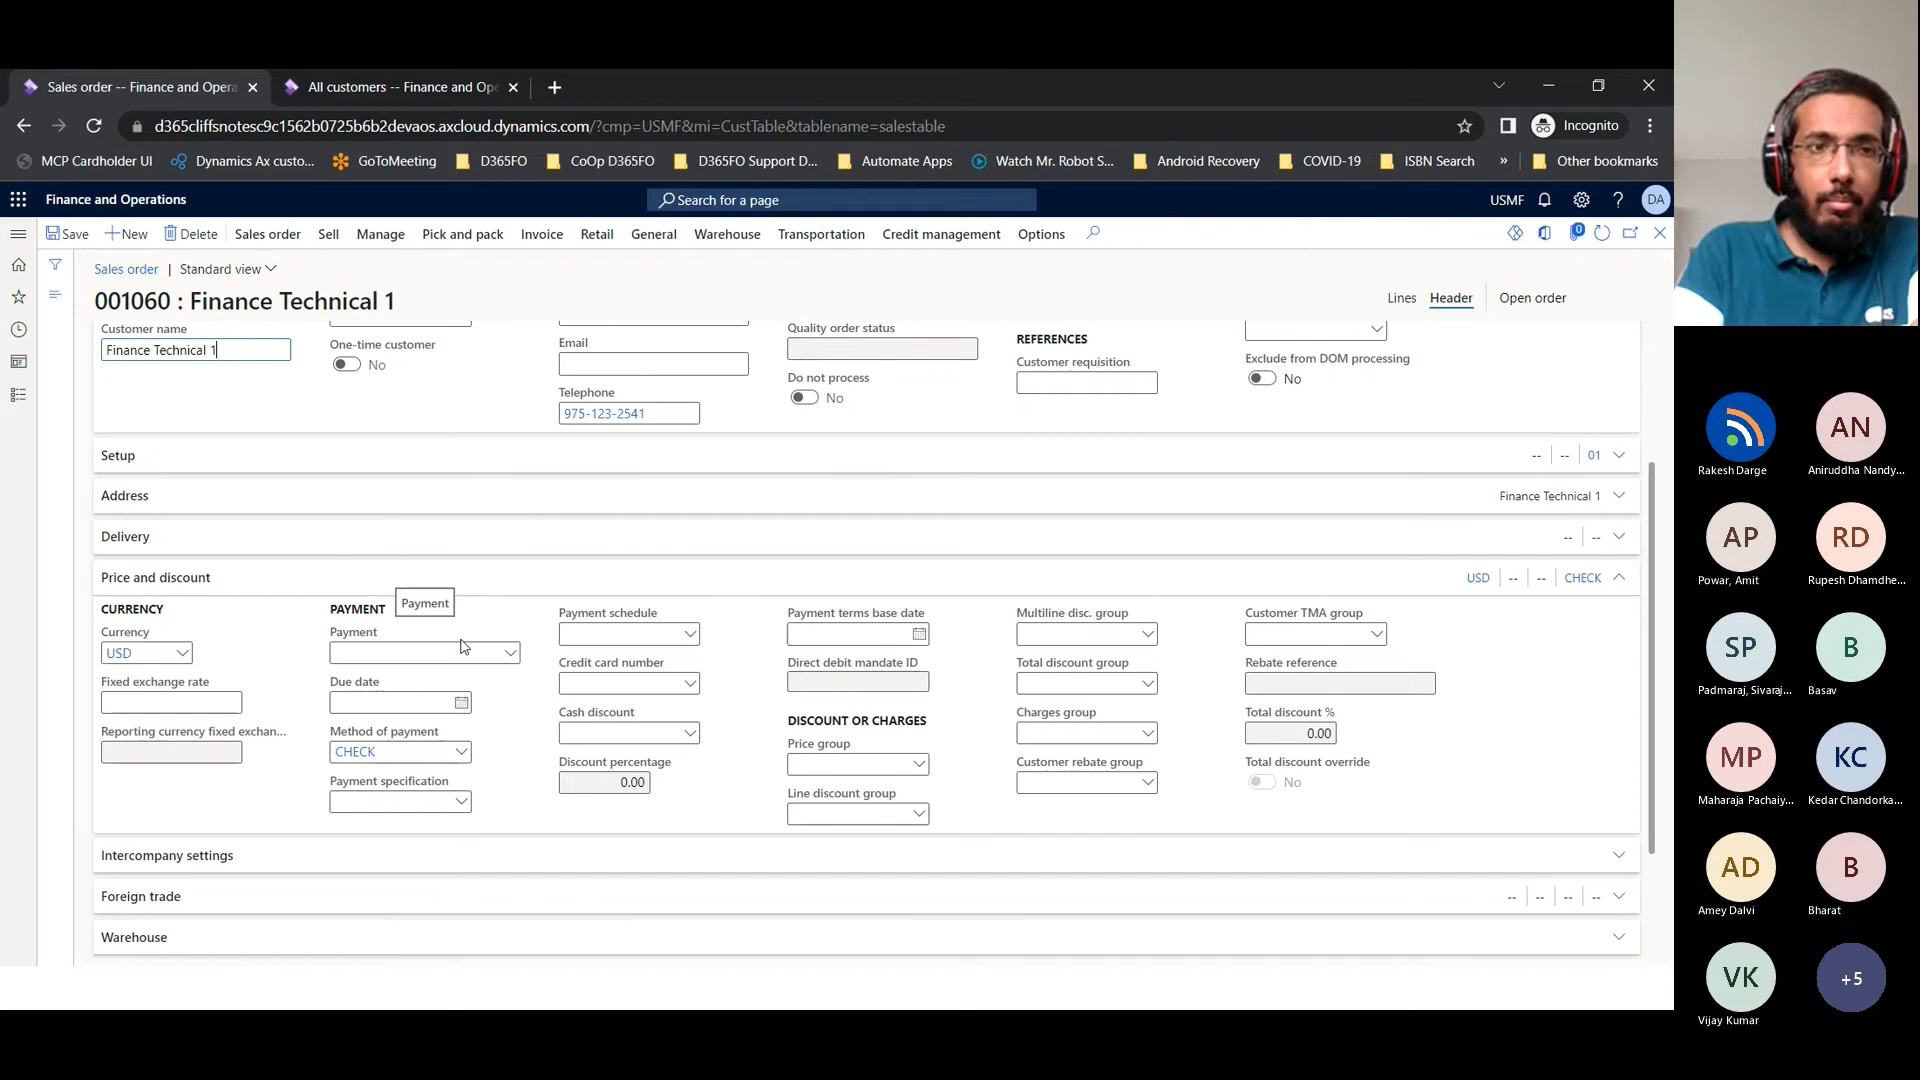 Sales order -- Finance and Opera
All customers -- Finance and Op
d365cliffsnotesc9c1562b0725b6b2devaos.axcloud.dynamics.com/?cmp=USMF&mi=CustTable&tablename=salestable
Incognito
MCP Cardholder UI
Dynamics Ax custo...
GoToMeeting
D365FO
CoOp D365FO
D365FO Support D...
Automate Apps
Watch Mr. Robot S...
Android Recovery
COVID-19
ISBN Search
»
Other bookmarks
Finance and Operations
Search for a page
USMF
?
DA
Save
New
Delete
Sales order
Sell
Manage
Pick and pack
Invoice
Retail
General
Warehouse
Transportation
Credit management
Options
0
Sales order | Standard view
001060 : Finance Technical 1
Lines
Header
Open order
Customer name
Finance Technical 1
One-time customer
No
Email
Telephone
975-123-2541
Quality order status
Do not process
No
REFERENCES
Customer requisition
Exclude from DOM processing
No
Setup
-- -- 01
Address
Finance Technical 1
Delivery
-- --
Price and discount
USD -- -- CHECK
CURRENCY
Currency
USD
Fixed exchange rate
Reporting currency fixed exchan...
PAYMENT
Payment
Payment
Due date
Method of payment
CHECK
Payment specification
Payment schedule
Credit card number
Cash discount
Discount percentage
0.00
Payment terms base date
Direct debit mandate ID
DISCOUNT OR CHARGES
Price group
Line discount group
Multiline disc. group
Total discount group
Charges group
Customer rebate group
Customer TMA group
Rebate reference
Total discount %
0.00
Total discount override
No
Intercompany settings
Foreign trade
-- -- -- --
Warehouse
Rakesh Darge
AN
Aniruddha Nandy...
AP
Powar, Amit
RD
Rupesh Dhamdhe...
SP
Padmaraj, Sivaraj...
B
Basav
MP
Maharaja Pachaiy...
KC
Kedar Chandorka...
AD
Amey Dalvi
B
Bharat
VK
Vijay Kumar
+5